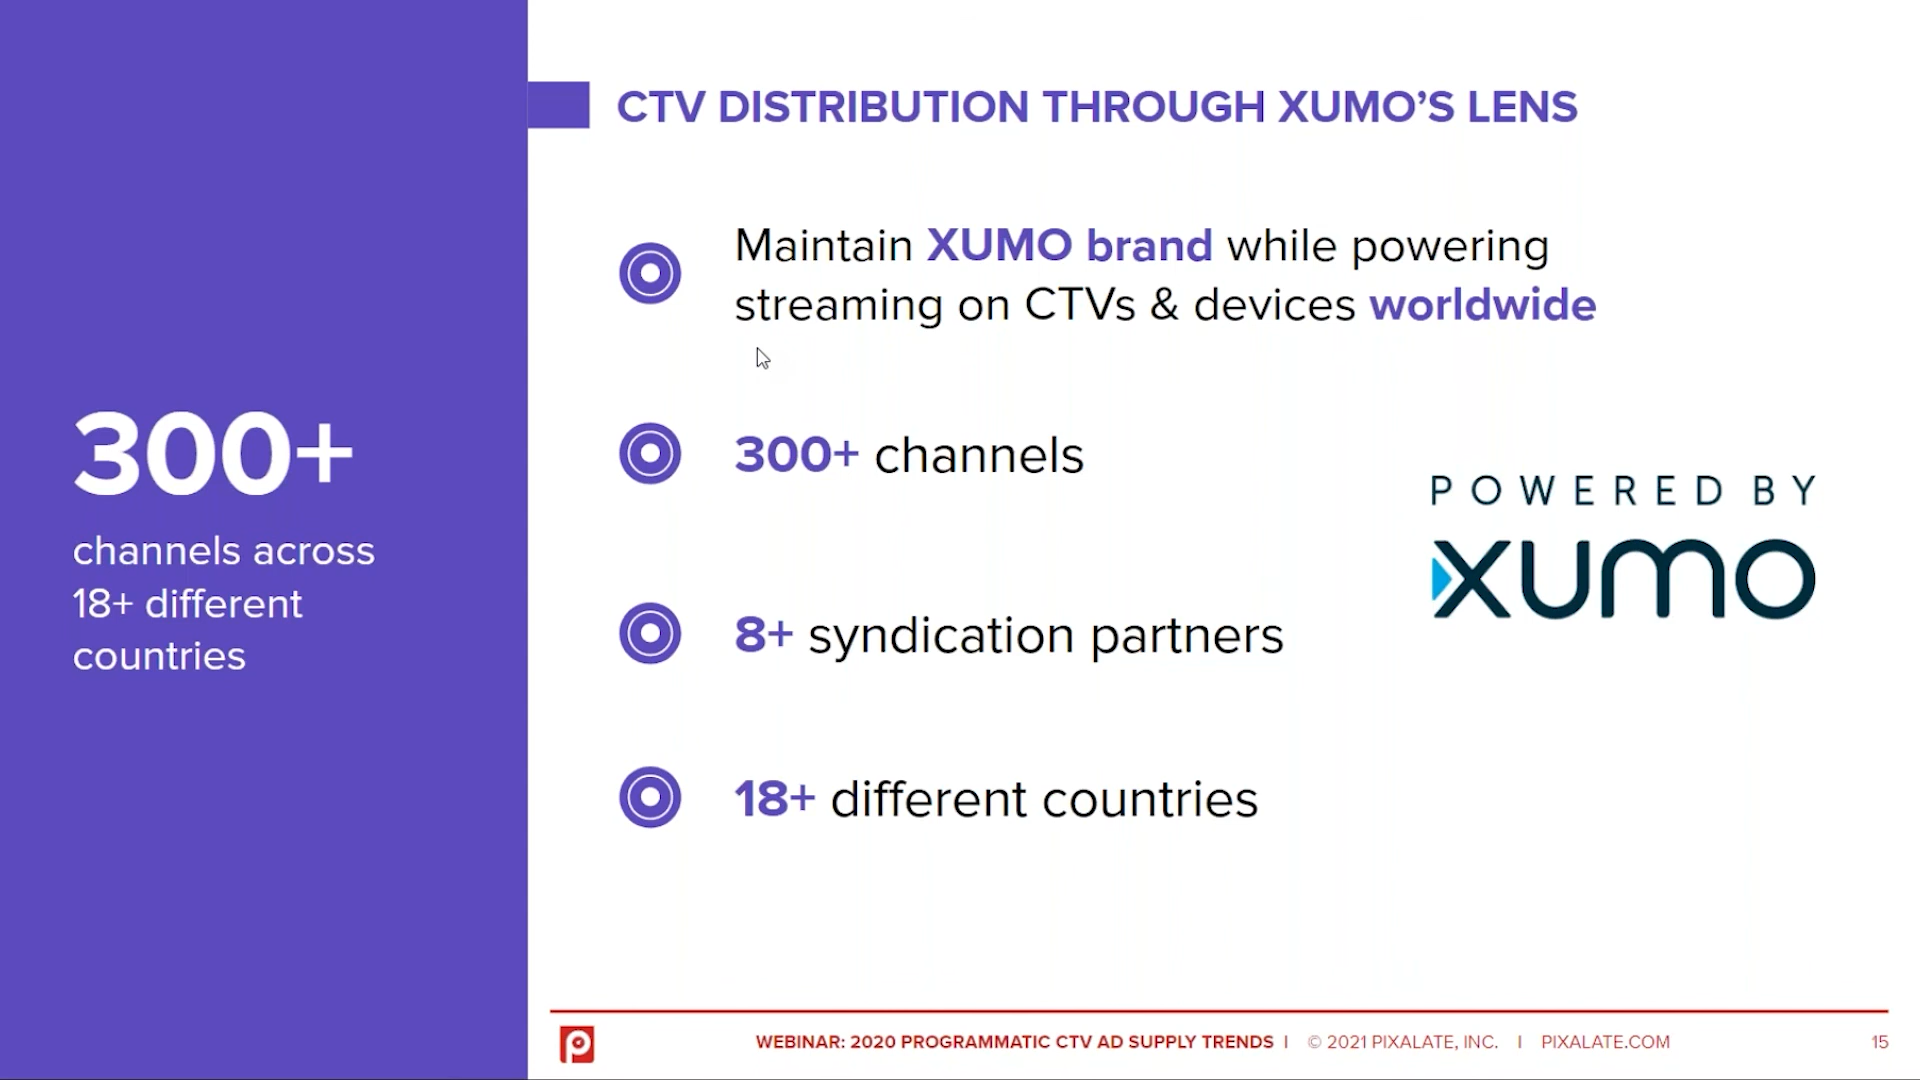 CTV DISTRIBUTION THROUGH XUMO’S LENS
300+
channels across
18+ different
countries
Maintain XUMO brand while powering
streaming on CTVs & devices worldwide
300+ channels
8+ syndication partners
18+ different countries
POWERED BY
xumo
WEBINAR: 2020 PROGRAMMATIC CTV AD SUPPLY TRENDS | © 2021 PIXALATE, INC. | PIXALATE.COM 15